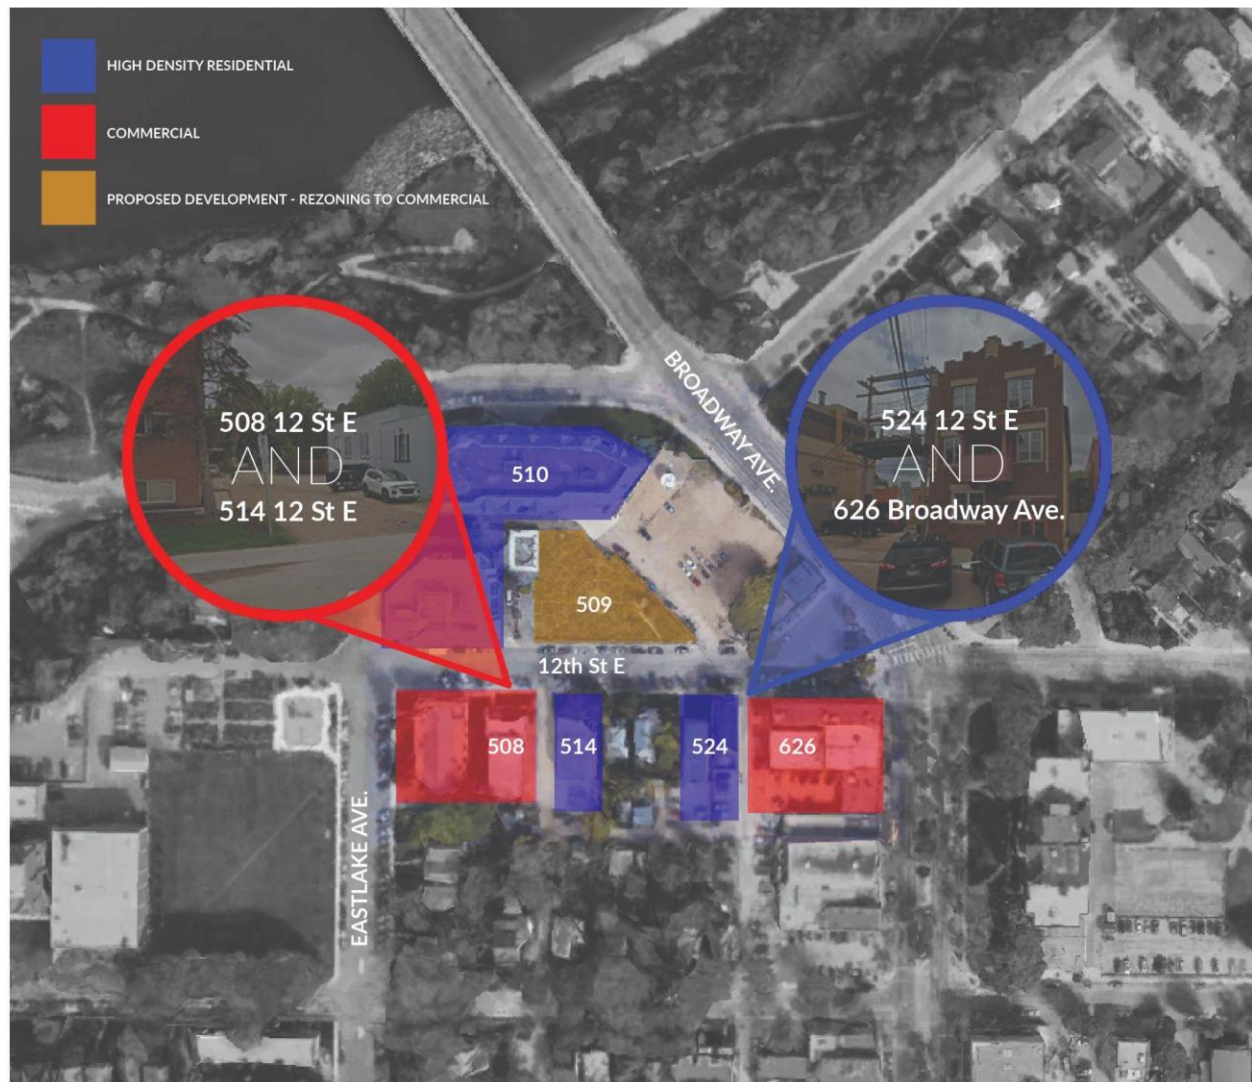 HIGH DENSITY RESIDENTIAL
COMMERCIAL
PROPOSED DEVELOPMENT - REZONING TO COMMERCIAL
BROADWAY AVE.
508 12 St E
AND
514 12 St E
524 12 St E
AND
626 Broadway Ave.
510
509
12th St E
508
514
524
626
EASTLAKE AVE.